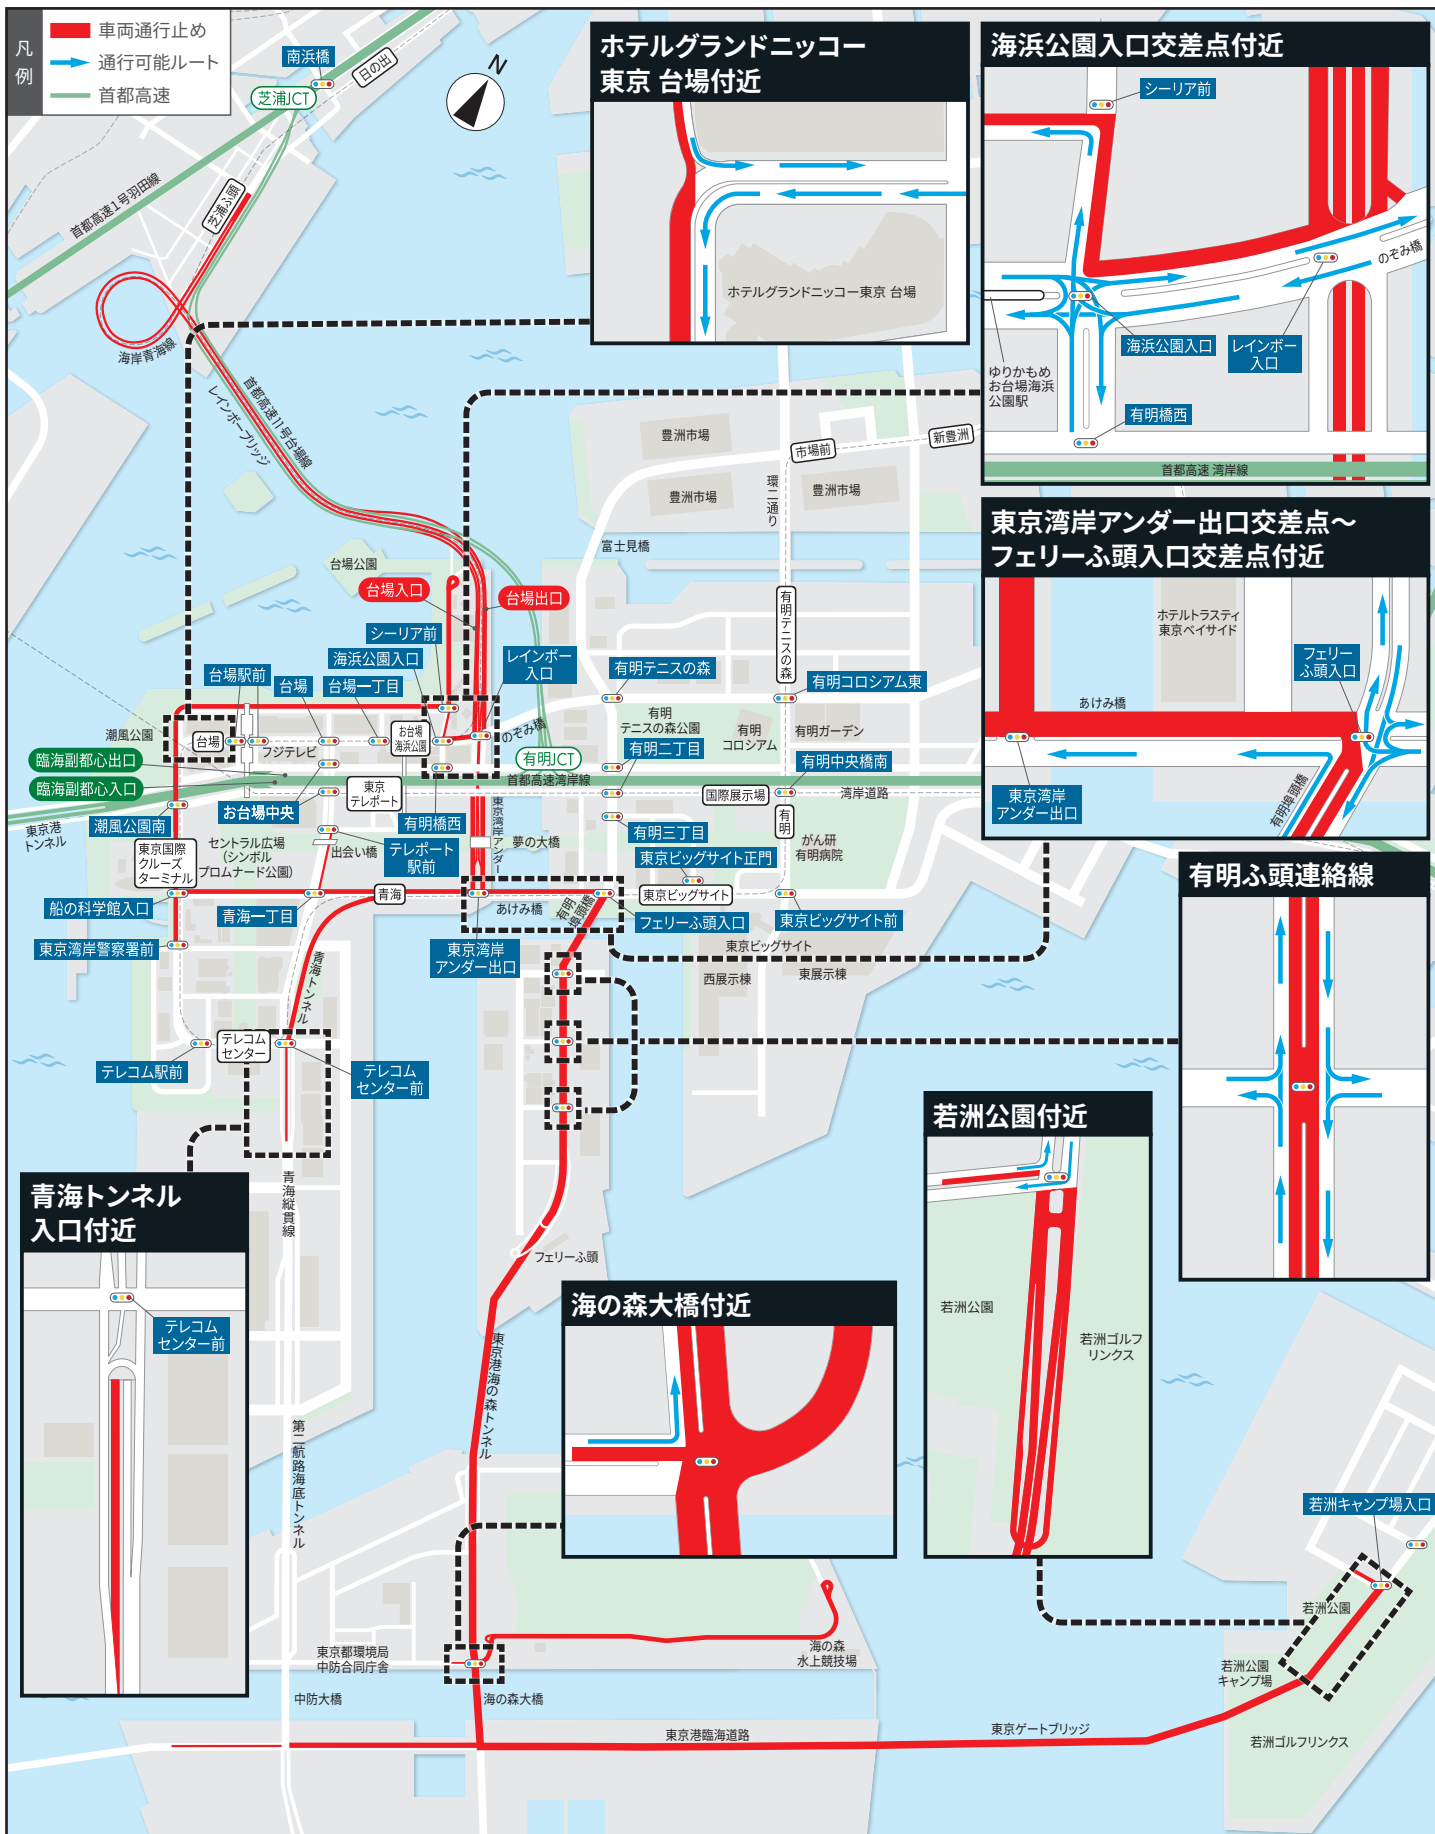 凡例
車両通行止め
通行可能ルート
首都高速
南浜橋
日の出
芝浦JCT
N
首都高速1号羽田線
芝浦ふ頭
海岸青海線
首都高速11号台場線
レインボーブリッジ
ホテルグランドニッコー
東京 台場付近
ホテルグランドニッコー東京 台場
海浜公園入口交差点付近
シーリア前
のぞみ橋
海浜公園入口
レインボー
入口
ゆりかもめ
お台場海浜
公園駅
有明橋西
首都高速 湾岸線
豊洲市場
市場前
新豊洲
豊洲市場
豊洲市場
環二通り
富士見橋
東京湾岸アンダー出口交差点~
フェリーふ頭入口交差点付近
ホテルトラスティ
東京ベイサイド
フェリー
ふ頭入口
あけみ橋
東京湾岸
アンダー出口
有明埠頭橋
台場公園
台場入口
台場出口
シーリア前
海浜公園入口
レインボー
入口
台場駅前
台場
台場一丁目
有明テニスの森
有明テニスの森
有明コロシアム東
潮風公園
台場
フジテレビ
お台場
海浜公園
のぞみ橋
有明
テニスの森公園
有明
コロシアム
有明ガーデン
臨海副都心出口
臨海副都心入口
有明JCT
有明二丁目
有明中央橋南
首都高速湾岸線
東京
テレポート
国際展示場
湾岸道路
東京港
トンネル
潮風公園南
お台場中央
有明橋西
東京湾岸アンダー
夢の大橋
有明三丁目
有明
がん研
有明病院
東京国際
クルーズ
ターミナル
セントラル広場
(シンボル
プロムナード公園)
出会い橋
テレポート
駅前
東京ビッグサイト正門
船の科学館入口
青海一丁目
青海
あけみ橋
有明
埠頭橋
東京ビッグサイト
フェリーふ頭入口
東京ビッグサイト前
東京湾岸警察署前
東京湾岸
アンダー出口
東京ビッグサイト
西展示棟
東展示棟
青海トンネル
テレコム
センター
テレコム駅前
テレコム
センター前
有明ふ頭連絡線
若洲公園付近
若洲公園
若洲ゴルフ
リンクス
青海トンネル
入口付近
テレコム
センター前
青海縦貫線
フェリーふ頭
海の森大橋付近
東京港海の森トンネル
第二航路海底トンネル
若洲キャンプ場入口
若洲公園
若洲公園
キャンプ場
若洲ゴルフリンクス
東京都環境局
中防合同庁舎
海の森
水上競技場
中防大橋
海の森大橋
東京港臨海道路
東京ゲートブリッジ